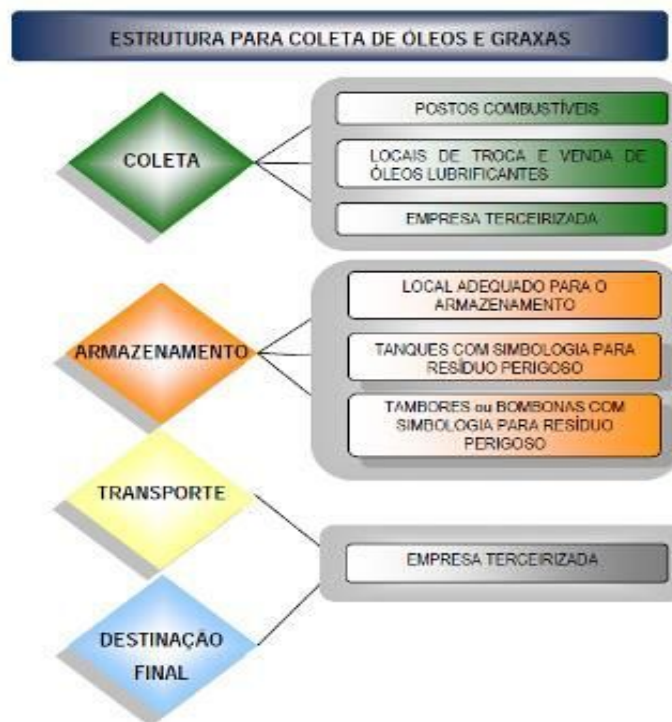 ESTRUTURA PARA COLETA DE ÓLEOS E GRAXAS
COLETA
POSTOS COMBUSTÍVEIS
LOCAIS DE TROCA E VENDA DE
ÓLEOS LUBRIFICANTES
EMPRESA TERCEIRIZADA
ARMAZENAMENTO
LOCAL ADEQUADO PARA O
ARMAZENAMENTO
TANQUES COM SIMBOLOGIA PARA
RESÍDUO PERIGOSO
TAMBORES ou BOMBONAS COM
SIMBOLOGIA PARA RESÍDUO
PERIGOSO
TRANSPORTE
EMPRESA TERCEIRIZADA
DESTINAÇÃO
FINAL